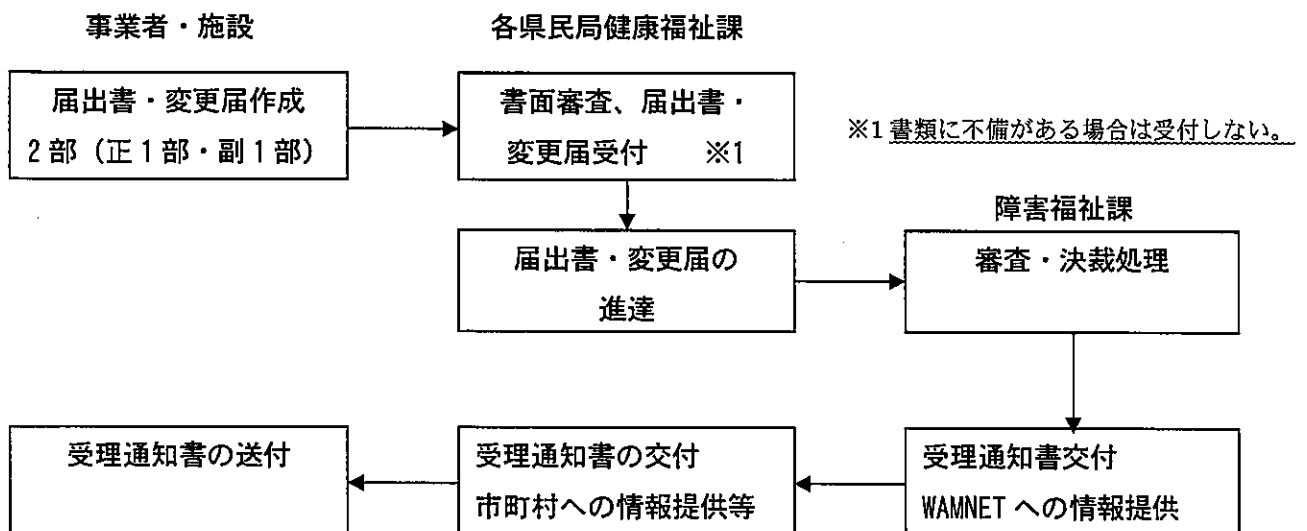 事業者・施設
各県民局健康福祉課
届出書・変更届作成
2部（正1部・副1部）
書面審査、届出書・
変更届受付 ※1
※1 書類に不備がある場合は受付しない。
届出書・変更届の
進達
障害福祉課
審査・決裁処理
受理通知書の送付
受理通知書の交付
市町村への情報提供等
受理通知書交付
WAMNET への情報提供